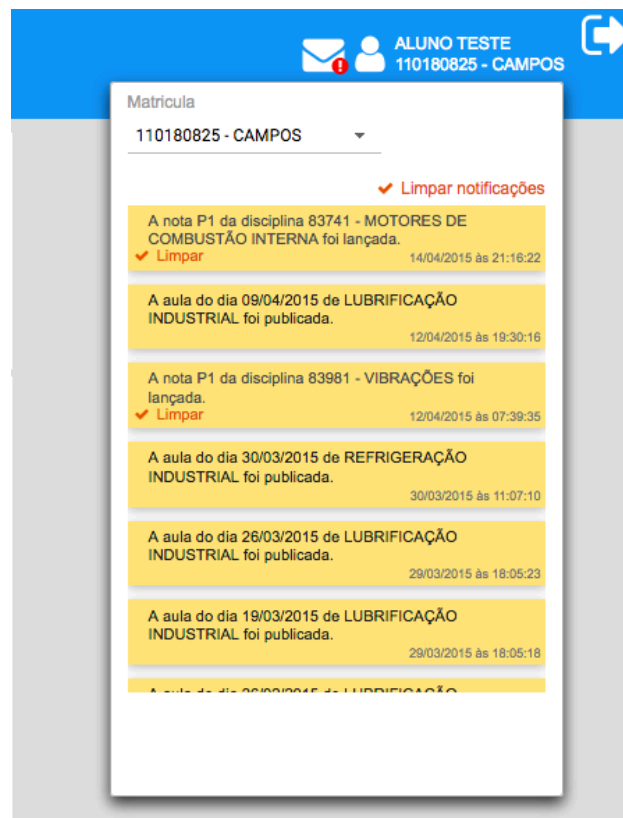 ALUNO TESTE
110180825 - CAMPOS
Matricula
110180825 - CAMPOS
Limpar notificações
A nota P1 da disciplina 83741 - MOTORES DE
COMBUSTÃO INTERNA foi lançada.
Limpar
14/04/2015 às 21:16:22
A aula do dia 09/04/2015 de LUBRIFICAÇÃO
INDUSTRIAL foi publicada.
12/04/2015 às 19:30:16
A nota P1 da disciplina 83981 - VIBRAÇÕES foi
lançada.
Limpar
12/04/2015 às 07:39:35
A aula do dia 30/03/2015 de REFRIGERAÇÃO
INDUSTRIAL foi publicada.
30/03/2015 às 11:07:10
A aula do dia 26/03/2015 de LUBRIFICAÇÃO
INDUSTRIAL foi publicada.
29/03/2015 às 18:05:23
A aula do dia 19/03/2015 de LUBRIFICAÇÃO
INDUSTRIAL foi publicada.
29/03/2015 às 18:05:18
A aula do dia de LUBRIFICAÇÃO